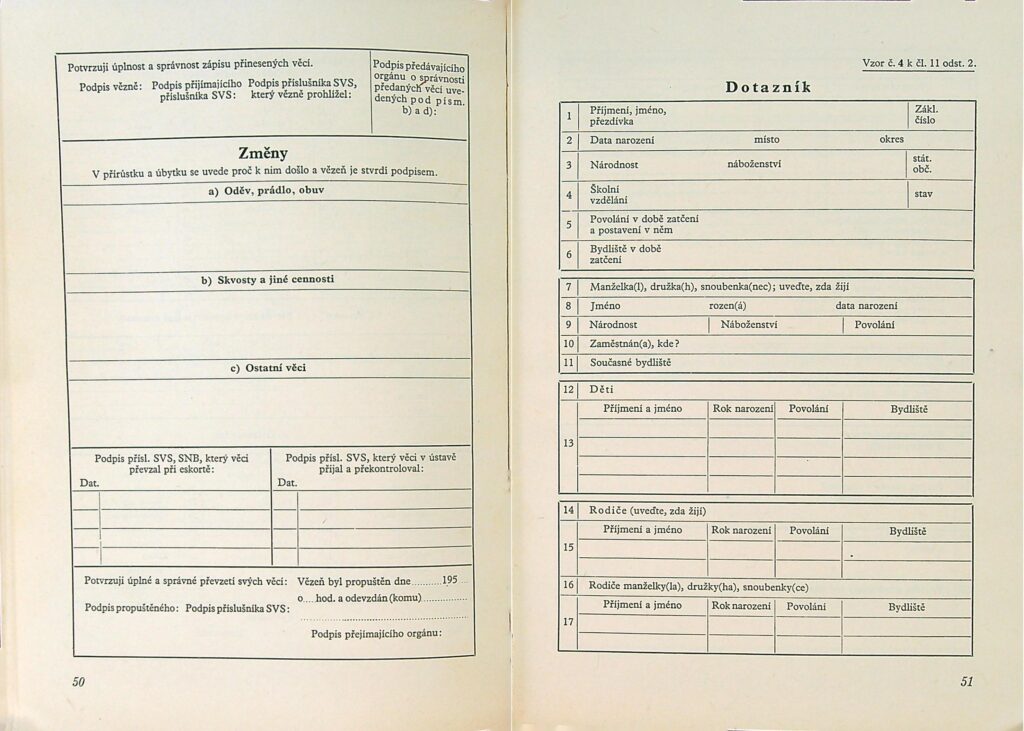 Potvrzuji úplnost a správnost zápisu přinesených věcí.
Podpis vězně: Podpis přijímajícího příslušníka SVS: Podpis příslušníka SVS, který vězně prohlížel:
Podpis předávajícího
orgánu o správnosti
předaných věcí uve-
dených pod písm.
b) a d):
Změny
V přírůstku a úbytku se uvede proč k nim došlo a vězeň je stvrdí podpisem.
a) Oděv, prádlo, obuv
b) Skvosty a jiné cennosti
c) Ostatní věci
Podpis přísl. SVS, SNB, který věci
převzal při eskortě:
Dat.
Podpis přísl. SVS, který věci v ústavě
přijal a překontroloval:
Dat.
Potvrzuji úplné a správné převzetí svých věcí:
Podpis propuštěného: Podpis příslušníka SVS:
Vězeň byl propuštěn dne..........195...
o....hod. a odevzdán (komu)..............
Podpis přejímajícího orgánu:
50
Vzor č. 4 k čl. 11 odst. 2.
Dotazník
1 Příjmení, jméno,
přezdívka
Zákl.
číslo
2 Data narození místo okres
3 Národnost náboženství
stát.
obč.
4 Školní
vzdělání
stav
5 Povolání v době zatčení
a postavení v něm
6 Bydliště v době
zatčení
7 Manželka(l), družka(h), snoubenka(nec); uveďte, zda žijí
8 Jméno rozen(á) data narození
9 Národnost Náboženství Povolání
10 Zaměstnán(a), kde?
11 Současné bydliště
12 Děti
Příjmení a jméno Rok narození Povolání Bydliště
13
14 Rodiče (uveďte, zda žijí)
Příjmení a jméno Rok narození Povolání Bydliště
15
16 Rodiče manželky(la), družky(ha), snoubenky(ce)
Příjmení a jméno Rok narození Povolání Bydliště
17
51